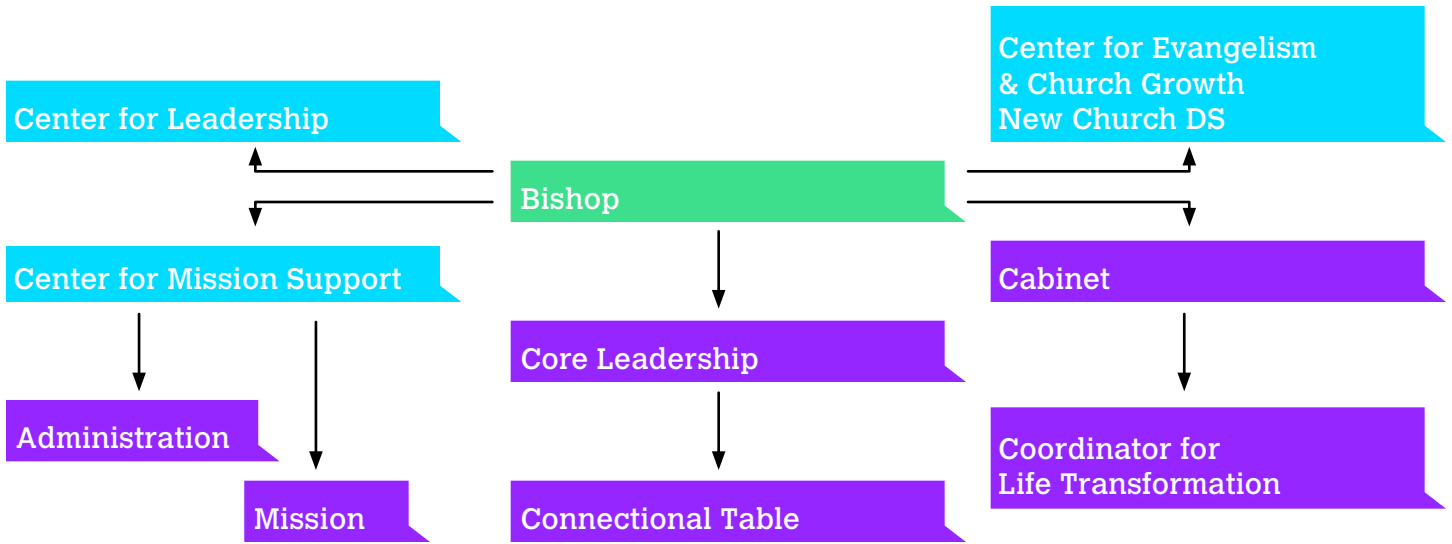 Center for Leadership
Center for Evangelism
& Church Growth
New Church DS
Bishop
Center for Mission Support
Cabinet
Core Leadership
Administration
Coordinator for
Life Transformation
Mission
Connectional Table